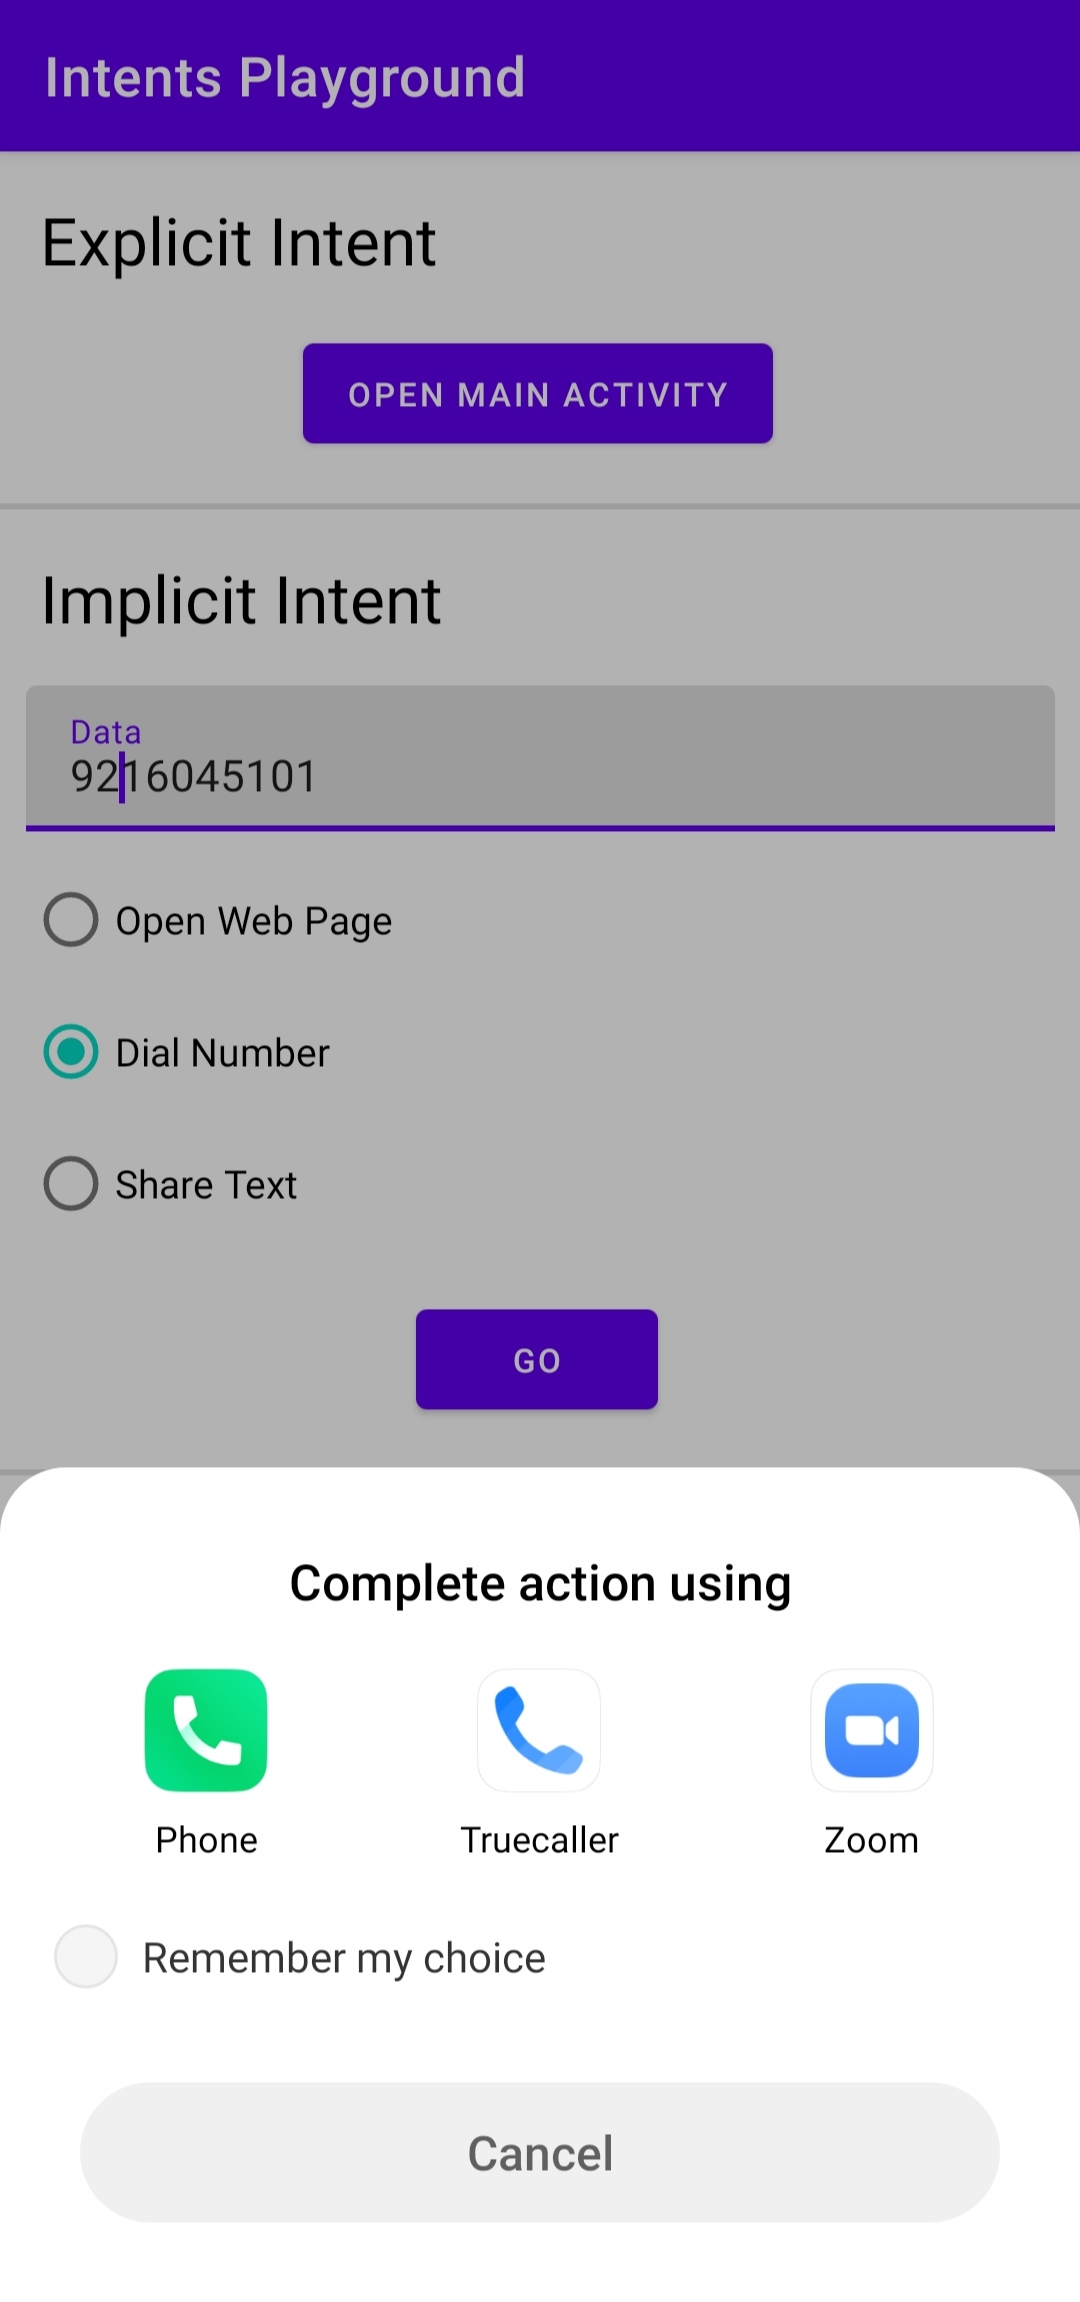 Intents Playground
Explicit Intent
OPEN MAIN ACTIVITY
Implicit Intent
Data
9216045101
Open Web Page
Dial Number
Share Text
GO
Complete action using
Phone Truecaller Zoom
Remember my choice
Cancel